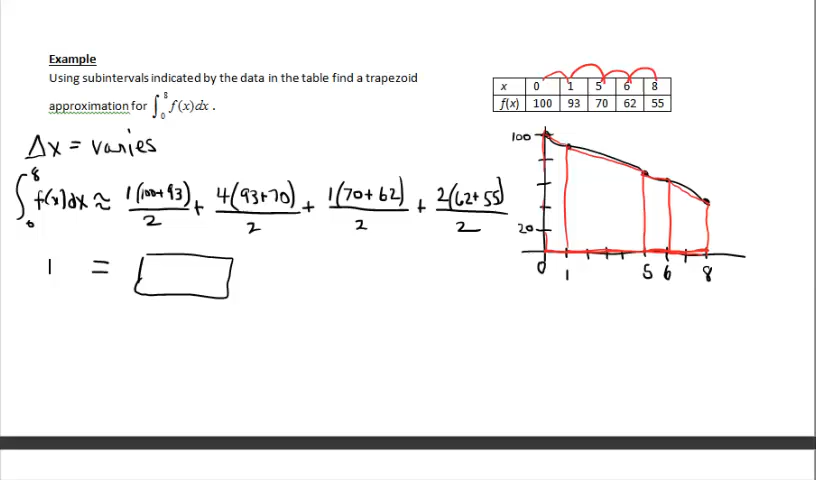 Example
Using subintervals indicated by the data in the table find a trapezoid
approximation for ∫₀⁸ f(x)dx .
x 0 1 5 6 8
f(x) 100 93 70 62 55
Δx = varies
∫₀⁸ f(x)dx ≈ 1(100+93)/2 + 4(93+70)/2 + 1(70+62)/2 + 2(62+55)/2
1 =
100
20
0 1 5 6 8